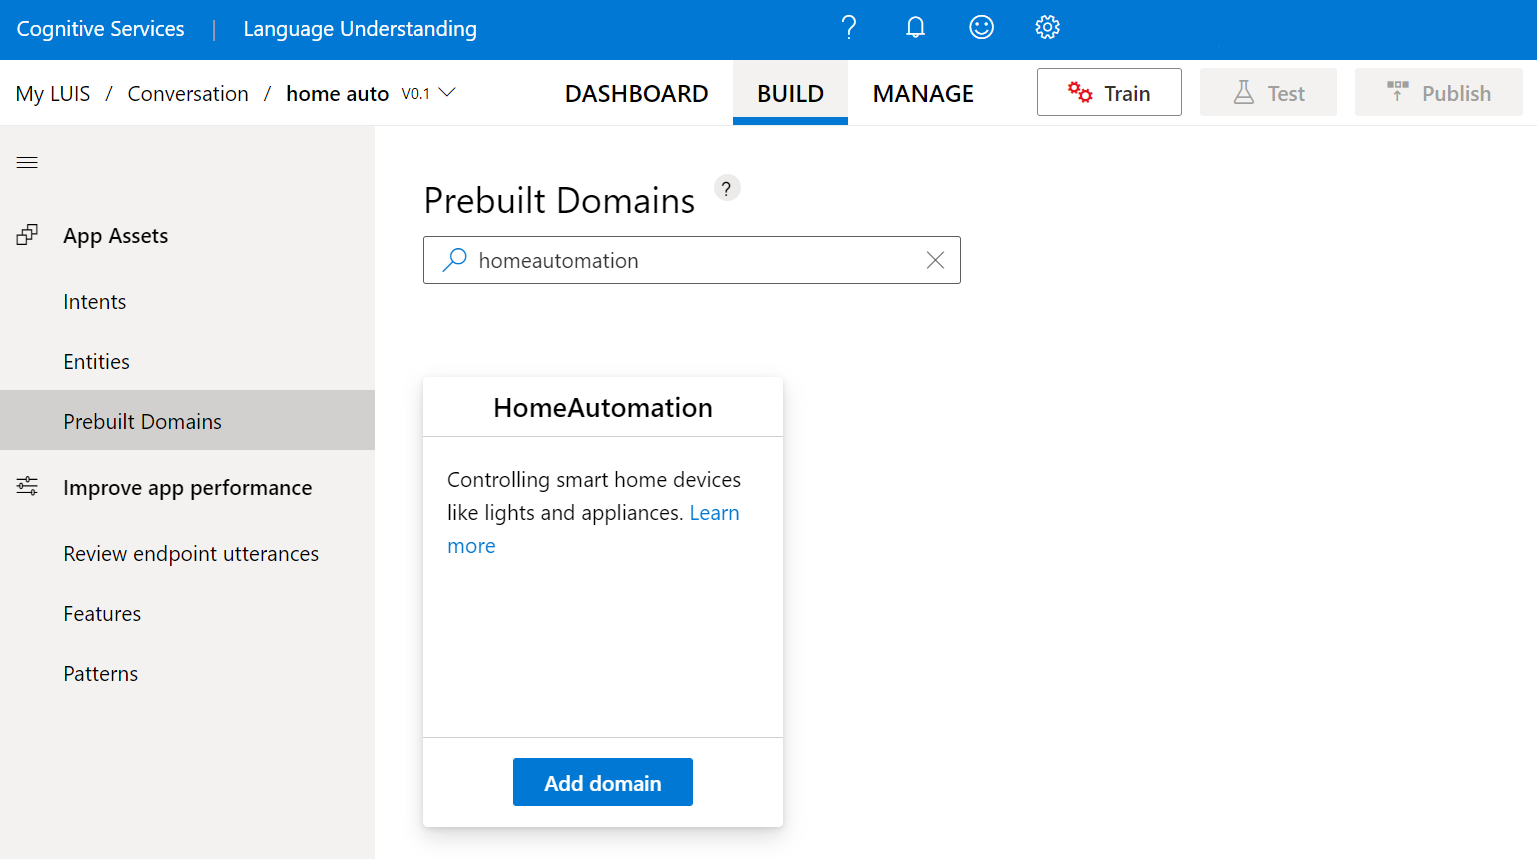 Cognitive Services | Language Understanding
My LUIS / Conversation / home auto V0.1
DASHBOARD
BUILD
MANAGE
Train
Test
Publish
App Assets
Intents
Entities
Prebuilt Domains
Improve app performance
Review endpoint utterances
Features
Patterns
Prebuilt Domains ?
homeautomation
HomeAutomation
Controlling smart home devices
like lights and appliances. Learn
more
Add domain